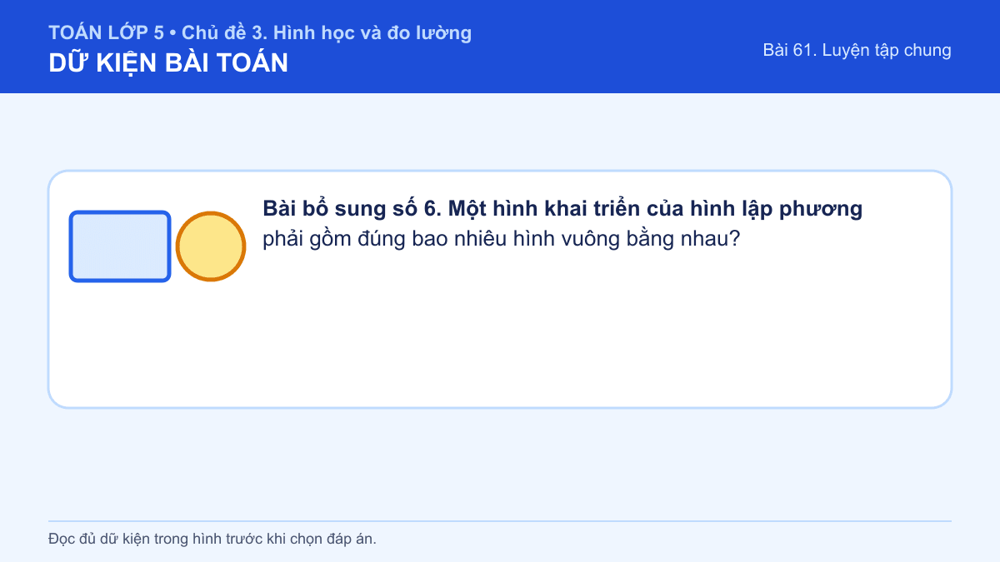 TOÁN LỚP 5 • Chủ đề 3. Hình học và đo lường
DỮ KIỆN BÀI TOÁN
Bài 61. Luyện tập chung
Bài bổ sung số 6. Một hình khai triển của hình lập phương
phải gồm đúng bao nhiêu hình vuông bằng nhau?
Đọc đủ dữ kiện trong hình trước khi chọn đáp án.